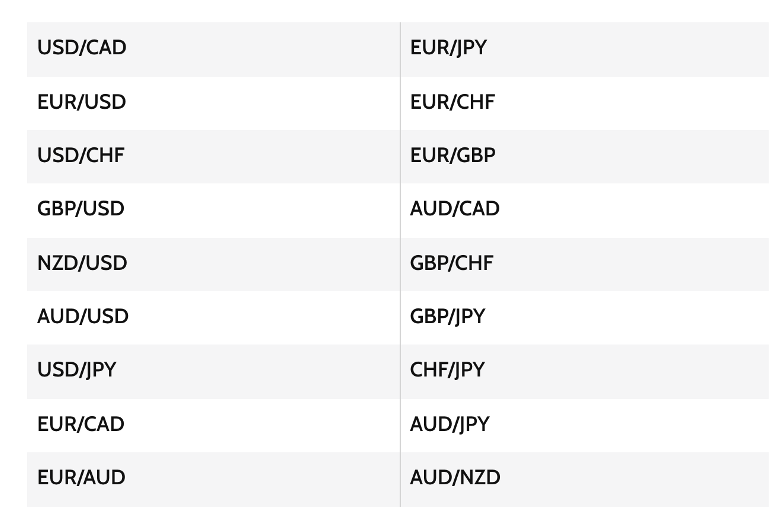 USD/CAD EUR/JPY
EUR/USD EUR/CHF
USD/CHF EUR/GBP
GBP/USD AUD/CAD
NZD/USD GBP/CHF
AUD/USD GBP/JPY
USD/JPY CHF/JPY
EUR/CAD AUD/JPY
EUR/AUD AUD/NZD